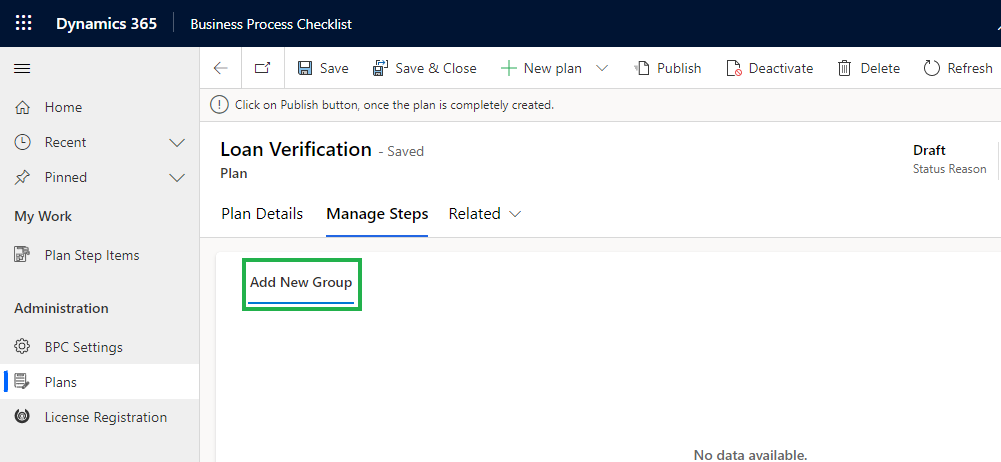 Dynamics 365 Business Process Checklist
Save Save & Close New plan Publish Deactivate Delete Refresh
Click on Publish button, once the plan is completely created.
Home
Recent
Pinned
My Work
Plan Step Items
Administration
BPC Settings
Plans
License Registration
Loan Verification - Saved
Plan
Draft
Status Reason
Plan Details Manage Steps Related
Add New Group
No data available.